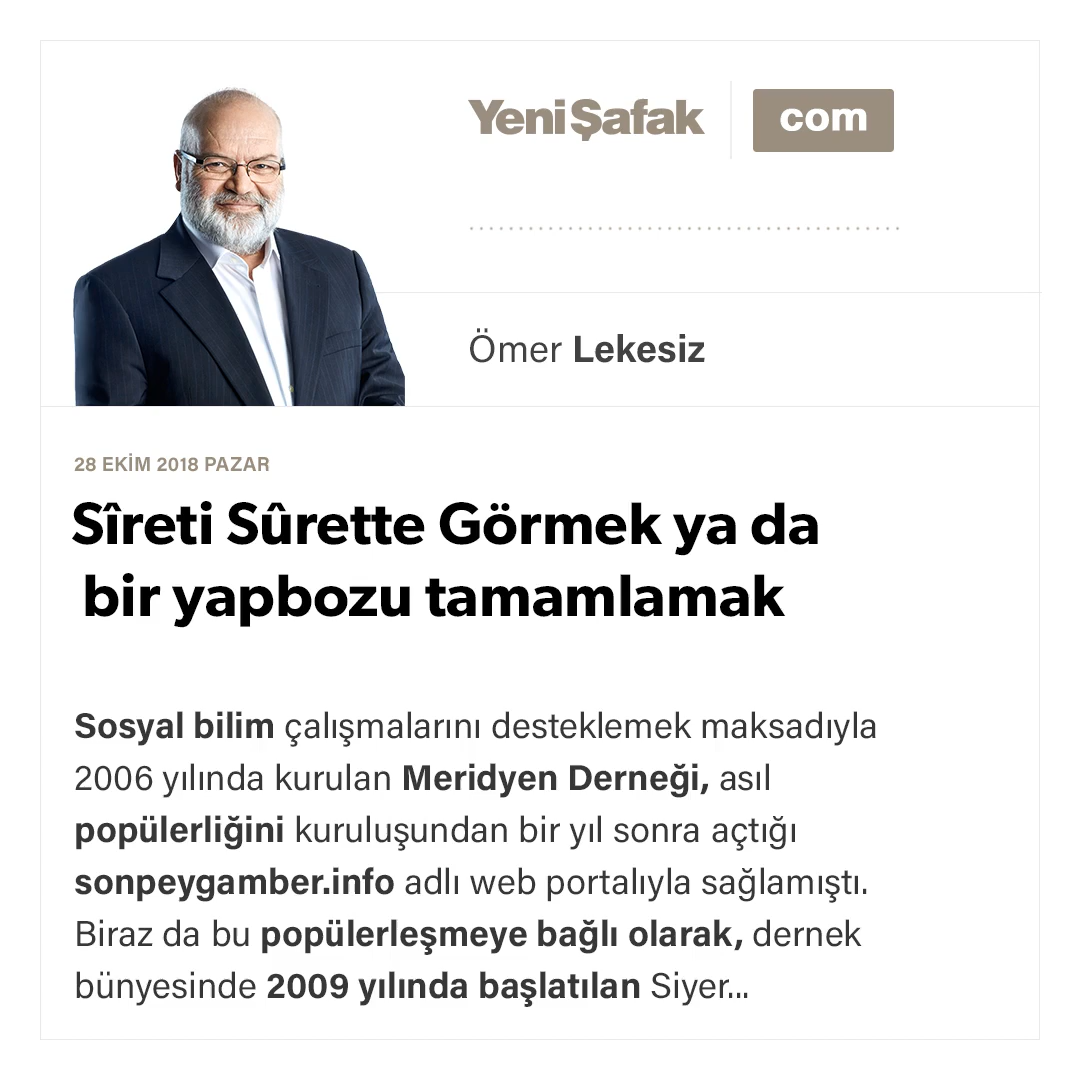 YeniŞafak com
Ömer Lekesiz
28 EKİM 2018 PAZAR
Sîreti Sûrette Görmek ya da
bir yapbozu tamamlamak
Sosyal bilim çalışmalarını desteklemek maksadıyla
2006 yılında kurulan Meridyen Derneği, asıl
popülerliğini kuruluşundan bir yıl sonra açtığı
sonpeygamber.info adlı web portalıyla sağlamıştı.
Biraz da bu popülerleşmeye bağlı olarak, dernek
bünyesinde 2009 yılında başlatılan Siyer...